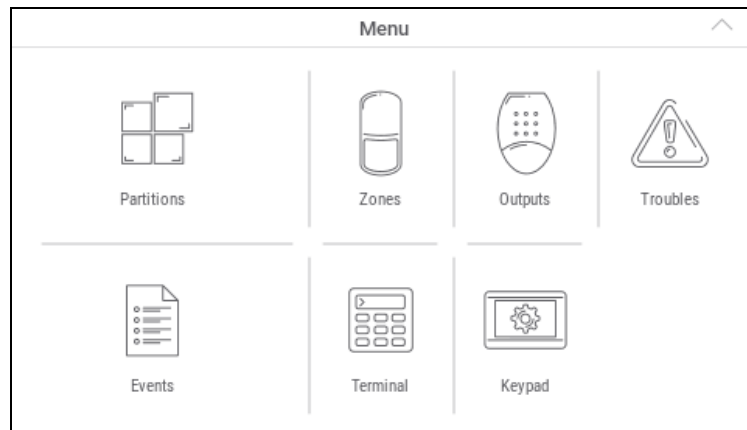 Menu
Partitions
Zones
Outputs
Troubles
Events
Terminal
Keypad